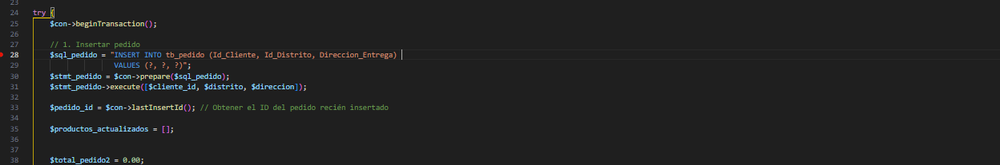 23
24 try {
25 $con->beginTransaction();
26
27 // 1. Insertar pedido
28 $sql_pedido = "INSERT INTO tb_pedido (Id_Cliente, Id_Distrito, Direccion_Entrega)
29 VALUES (?, ?, ?)";
30 $stmt_pedido = $con->prepare($sql_pedido);
31 $stmt_pedido->execute([$cliente_id, $distrito, $direccion]);
32
33 $pedido_id = $con->lastInsertId(); // Obtener el ID del pedido recién insertado
34
35 $productos_actualizados = [];
36
37
38 $total_pedido2 = 0.00;